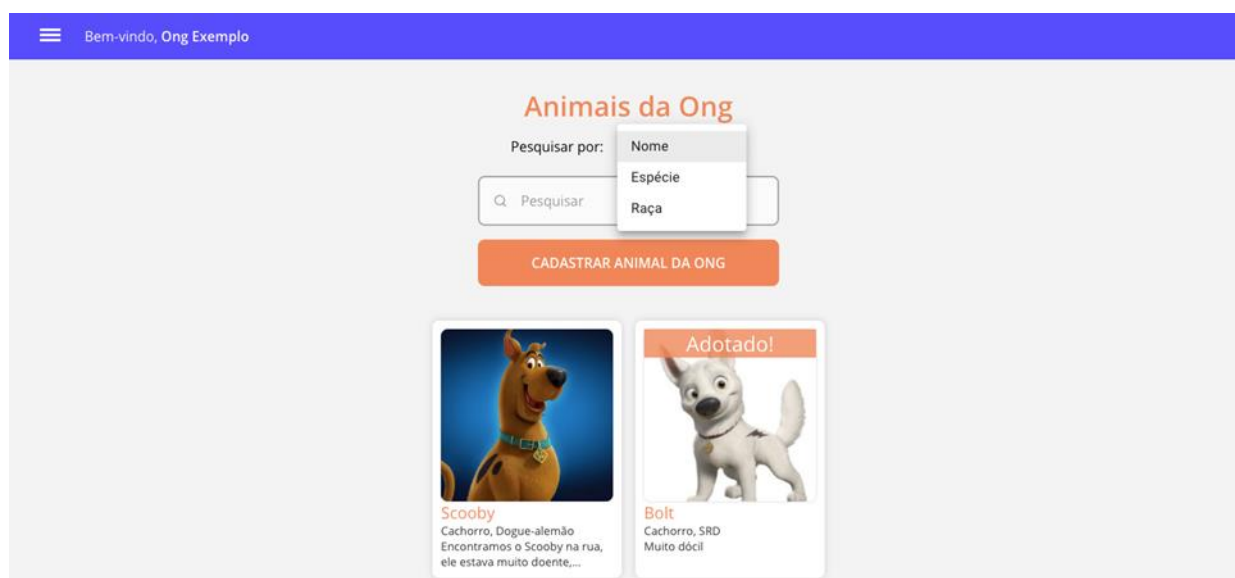 Bem-vindo, Ong Exemplo
Animais da Ong
Pesquisar por:
Nome
Espécie
Raça
Pesquisar
CADASTRAR ANIMAL DA ONG
Adotado!
Scooby
Cachorro, Dogue-alemão
Encontramos o Scooby na rua,
ele estava muito doente,...
Bolt
Cachorro, SRD
Muito dócil